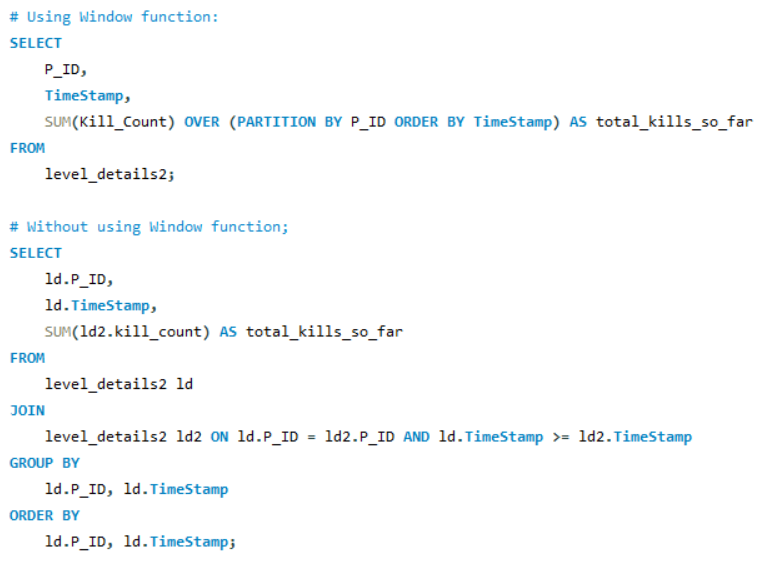 # Using Window function:
SELECT
P_ID,
TimeStamp,
SUM(Kill_Count) OVER (PARTITION BY P_ID ORDER BY TimeStamp) AS total_kills_so_far
FROM
level_details2;
# Without using Window function;
SELECT
ld.P_ID,
ld.TimeStamp,
SUM(ld2.kill_count) AS total_kills_so_far
FROM
level_details2 ld
JOIN
level_details2 ld2 ON ld.P_ID = ld2.P_ID AND ld.TimeStamp >= ld2.TimeStamp
GROUP BY
ld.P_ID, ld.TimeStamp
ORDER BY
ld.P_ID, ld.TimeStamp;